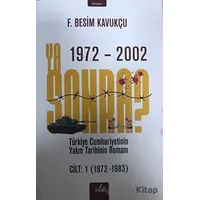 F. BESİM KAVUKÇU
YA
1972 - 2002
SONRA?
Türkiye Cumhuriyetinin
Yakın Tarihinin Romanı
CİLT: 1 (1972 -1983)
Kitap